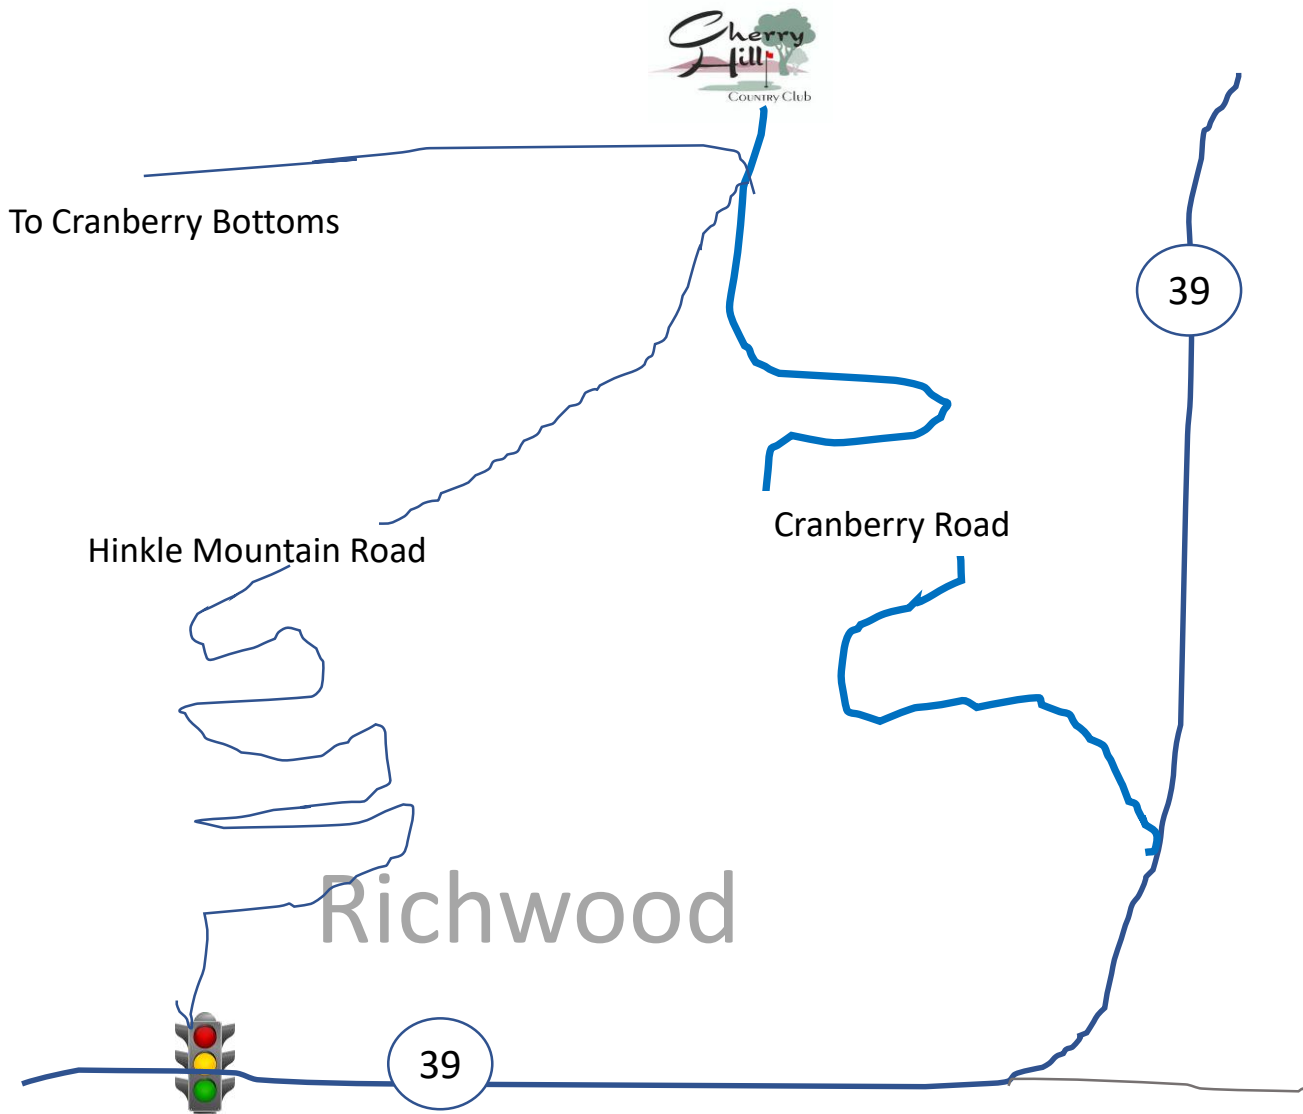 Cherry
Hill
Country Club
To Cranberry Bottoms
39
Cranberry Road
Hinkle Mountain Road
Richwood
39